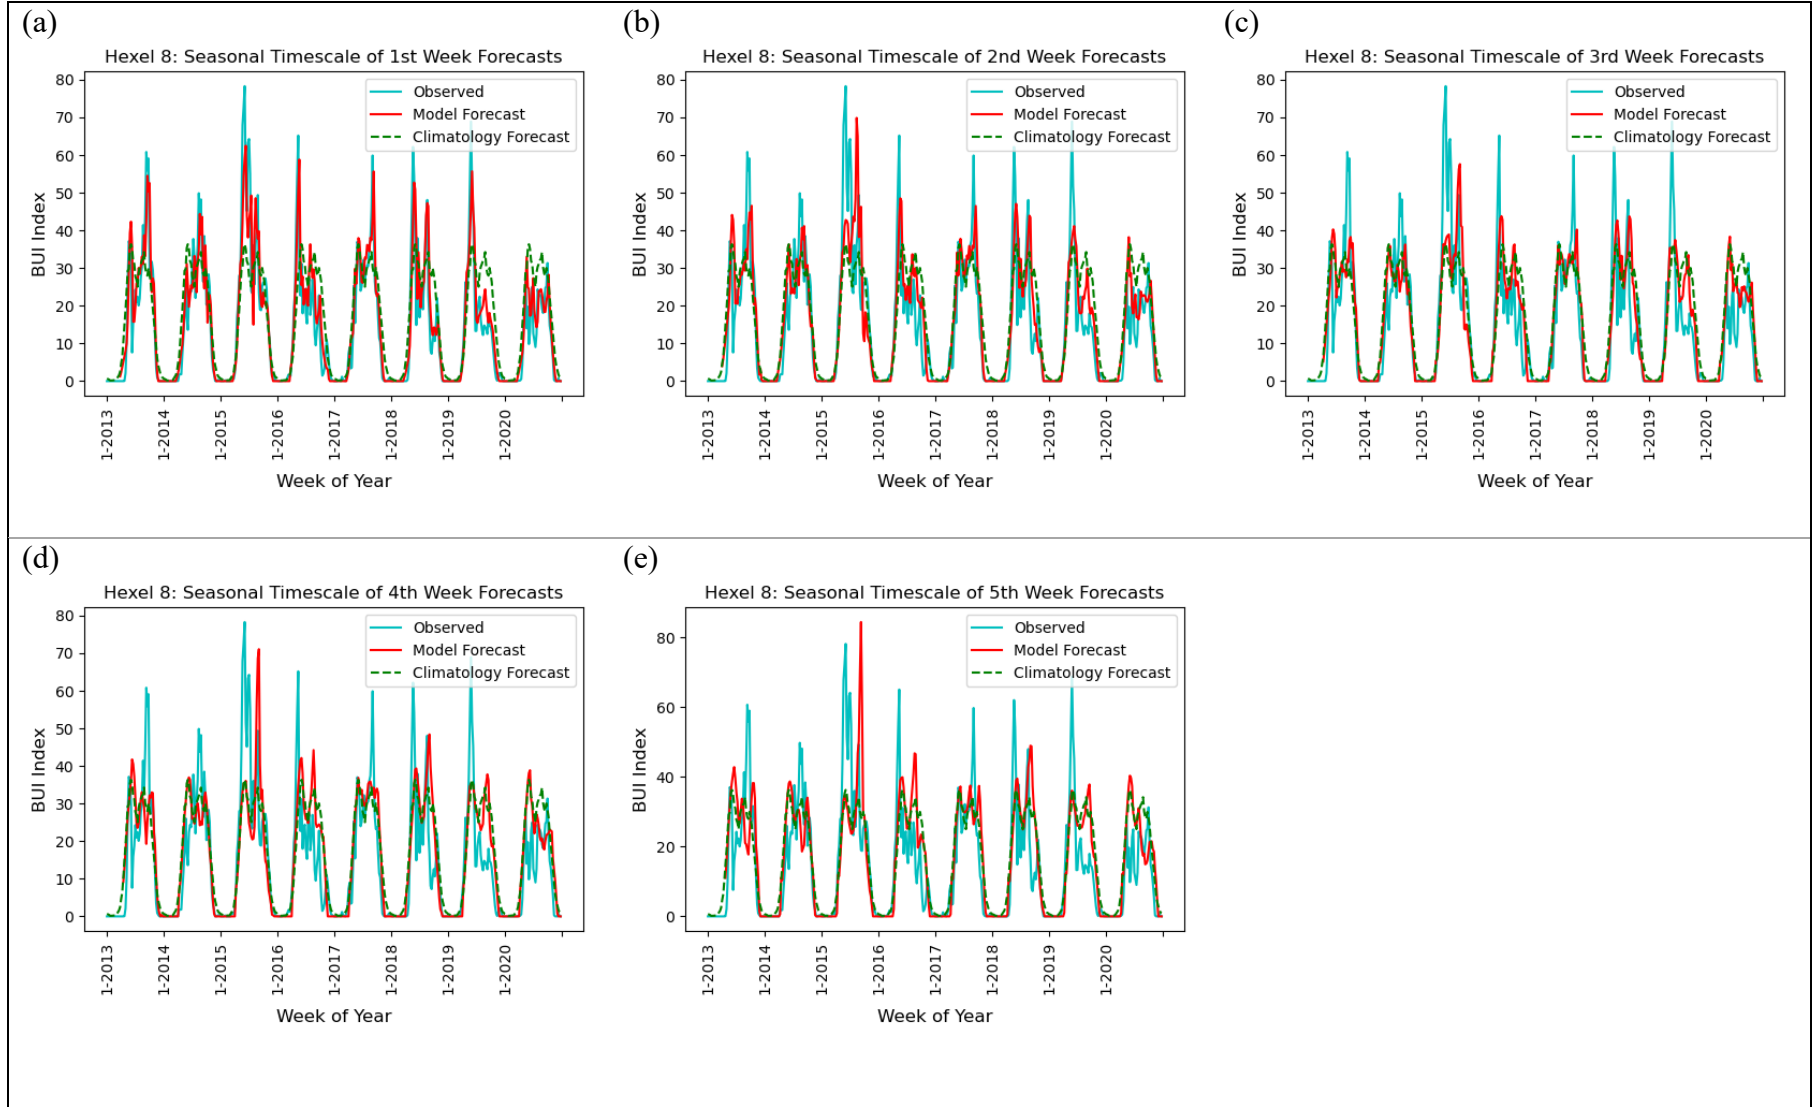 (a)
Hexel 8: Seasonal Timescale of 1st Week Forecasts
Observed
Model Forecast
Climatology Forecast
BUI Index
80
70
60
50
40
30
20
10
0
1-2013
1-2014
1-2015
1-2016
1-2017
1-2018
1-2019
1-2020
Week of Year
(b)
Hexel 8: Seasonal Timescale of 2nd Week Forecasts
Observed
Model Forecast
Climatology Forecast
BUI Index
80
70
60
50
40
30
20
10
0
1-2013
1-2014
1-2015
1-2016
1-2017
1-2018
1-2019
1-2020
Week of Year
(c)
Hexel 8: Seasonal Timescale of 3rd Week Forecasts
Observed
Model Forecast
Climatology Forecast
BUI Index
80
70
60
50
40
30
20
10
0
1-2013
1-2014
1-2015
1-2016
1-2017
1-2018
1-2019
1-2020
Week of Year
(d)
Hexel 8: Seasonal Timescale of 4th Week Forecasts
Observed
Model Forecast
Climatology Forecast
BUI Index
80
70
60
50
40
30
20
10
0
1-2013
1-2014
1-2015
1-2016
1-2017
1-2018
1-2019
1-2020
Week of Year
(e)
Hexel 8: Seasonal Timescale of 5th Week Forecasts
Observed
Model Forecast
Climatology Forecast
BUI Index
80
60
40
20
0
1-2013
1-2014
1-2015
1-2016
1-2017
1-2018
1-2019
1-2020
Week of Year